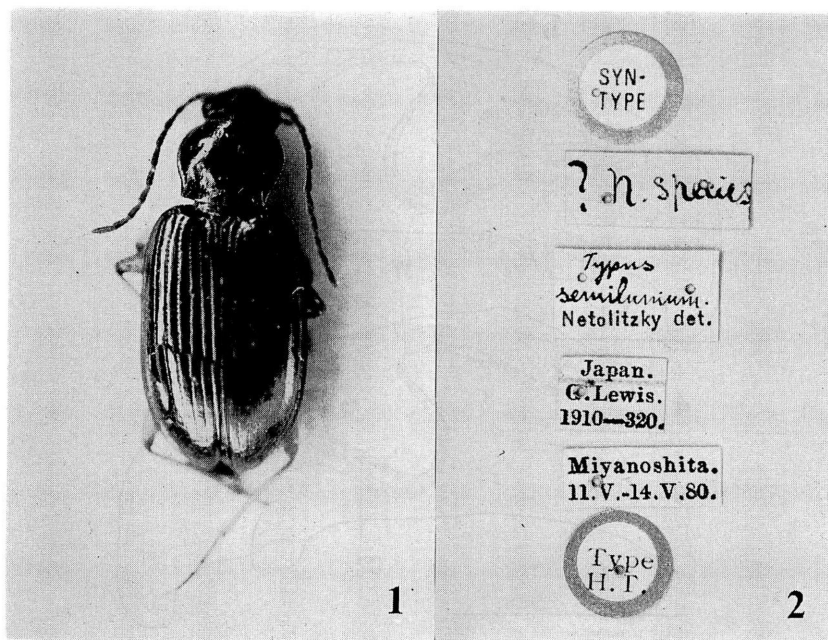 SYN-
TYPE
? n. species
Typus
semilunium.
Netolitzky det.
Japan.
G. Lewis.
1910—320.
Miyanoshita.
11.V.-14.V.80.
Type
H.T.
1
2